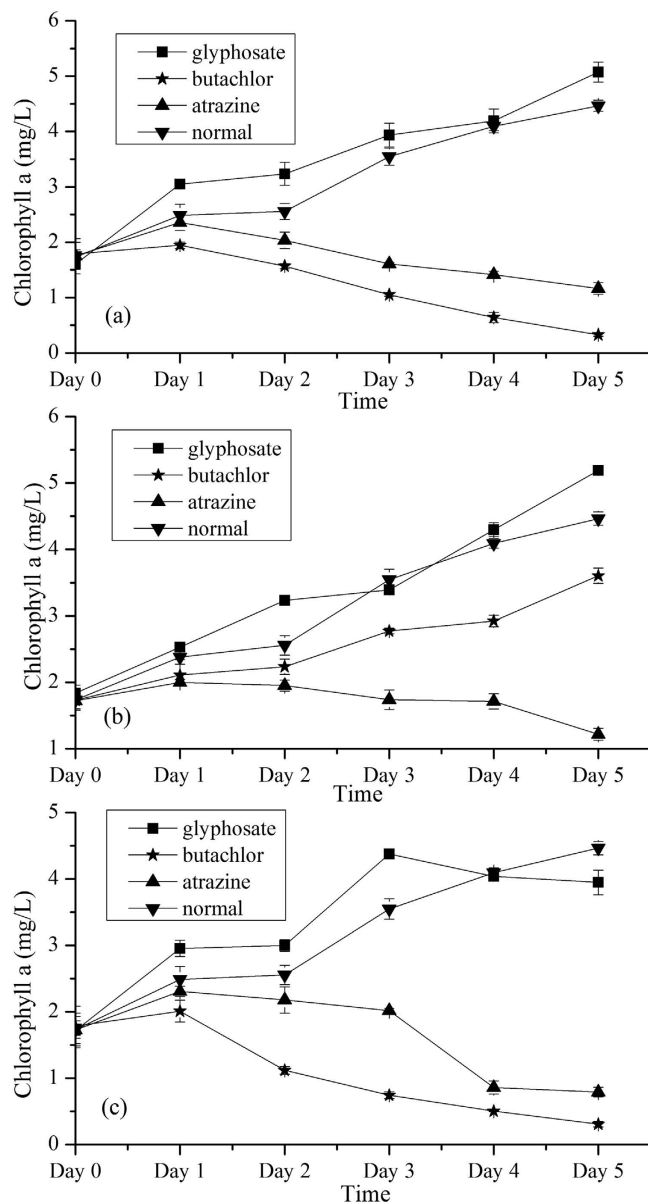 6
5
4
3
2
1
0
Chlorophyll a (mg/L)
glyphosate
butachlor
atrazine
normal
(a)
Day 0 Day 1 Day 2 Day 3 Day 4 Day 5
Time
6
5
4
3
2
1
Chlorophyll a (mg/L)
glyphosate
butachlor
atrazine
normal
(b)
Day 0 Day 1 Day 2 Day 3 Day 4 Day 5
Time
5
4
3
2
1
0
Chlorophyll a (mg/L)
glyphosate
butachlor
atrazine
normal
(c)
Day 0 Day 1 Day 2 Day 3 Day 4 Day 5
Time